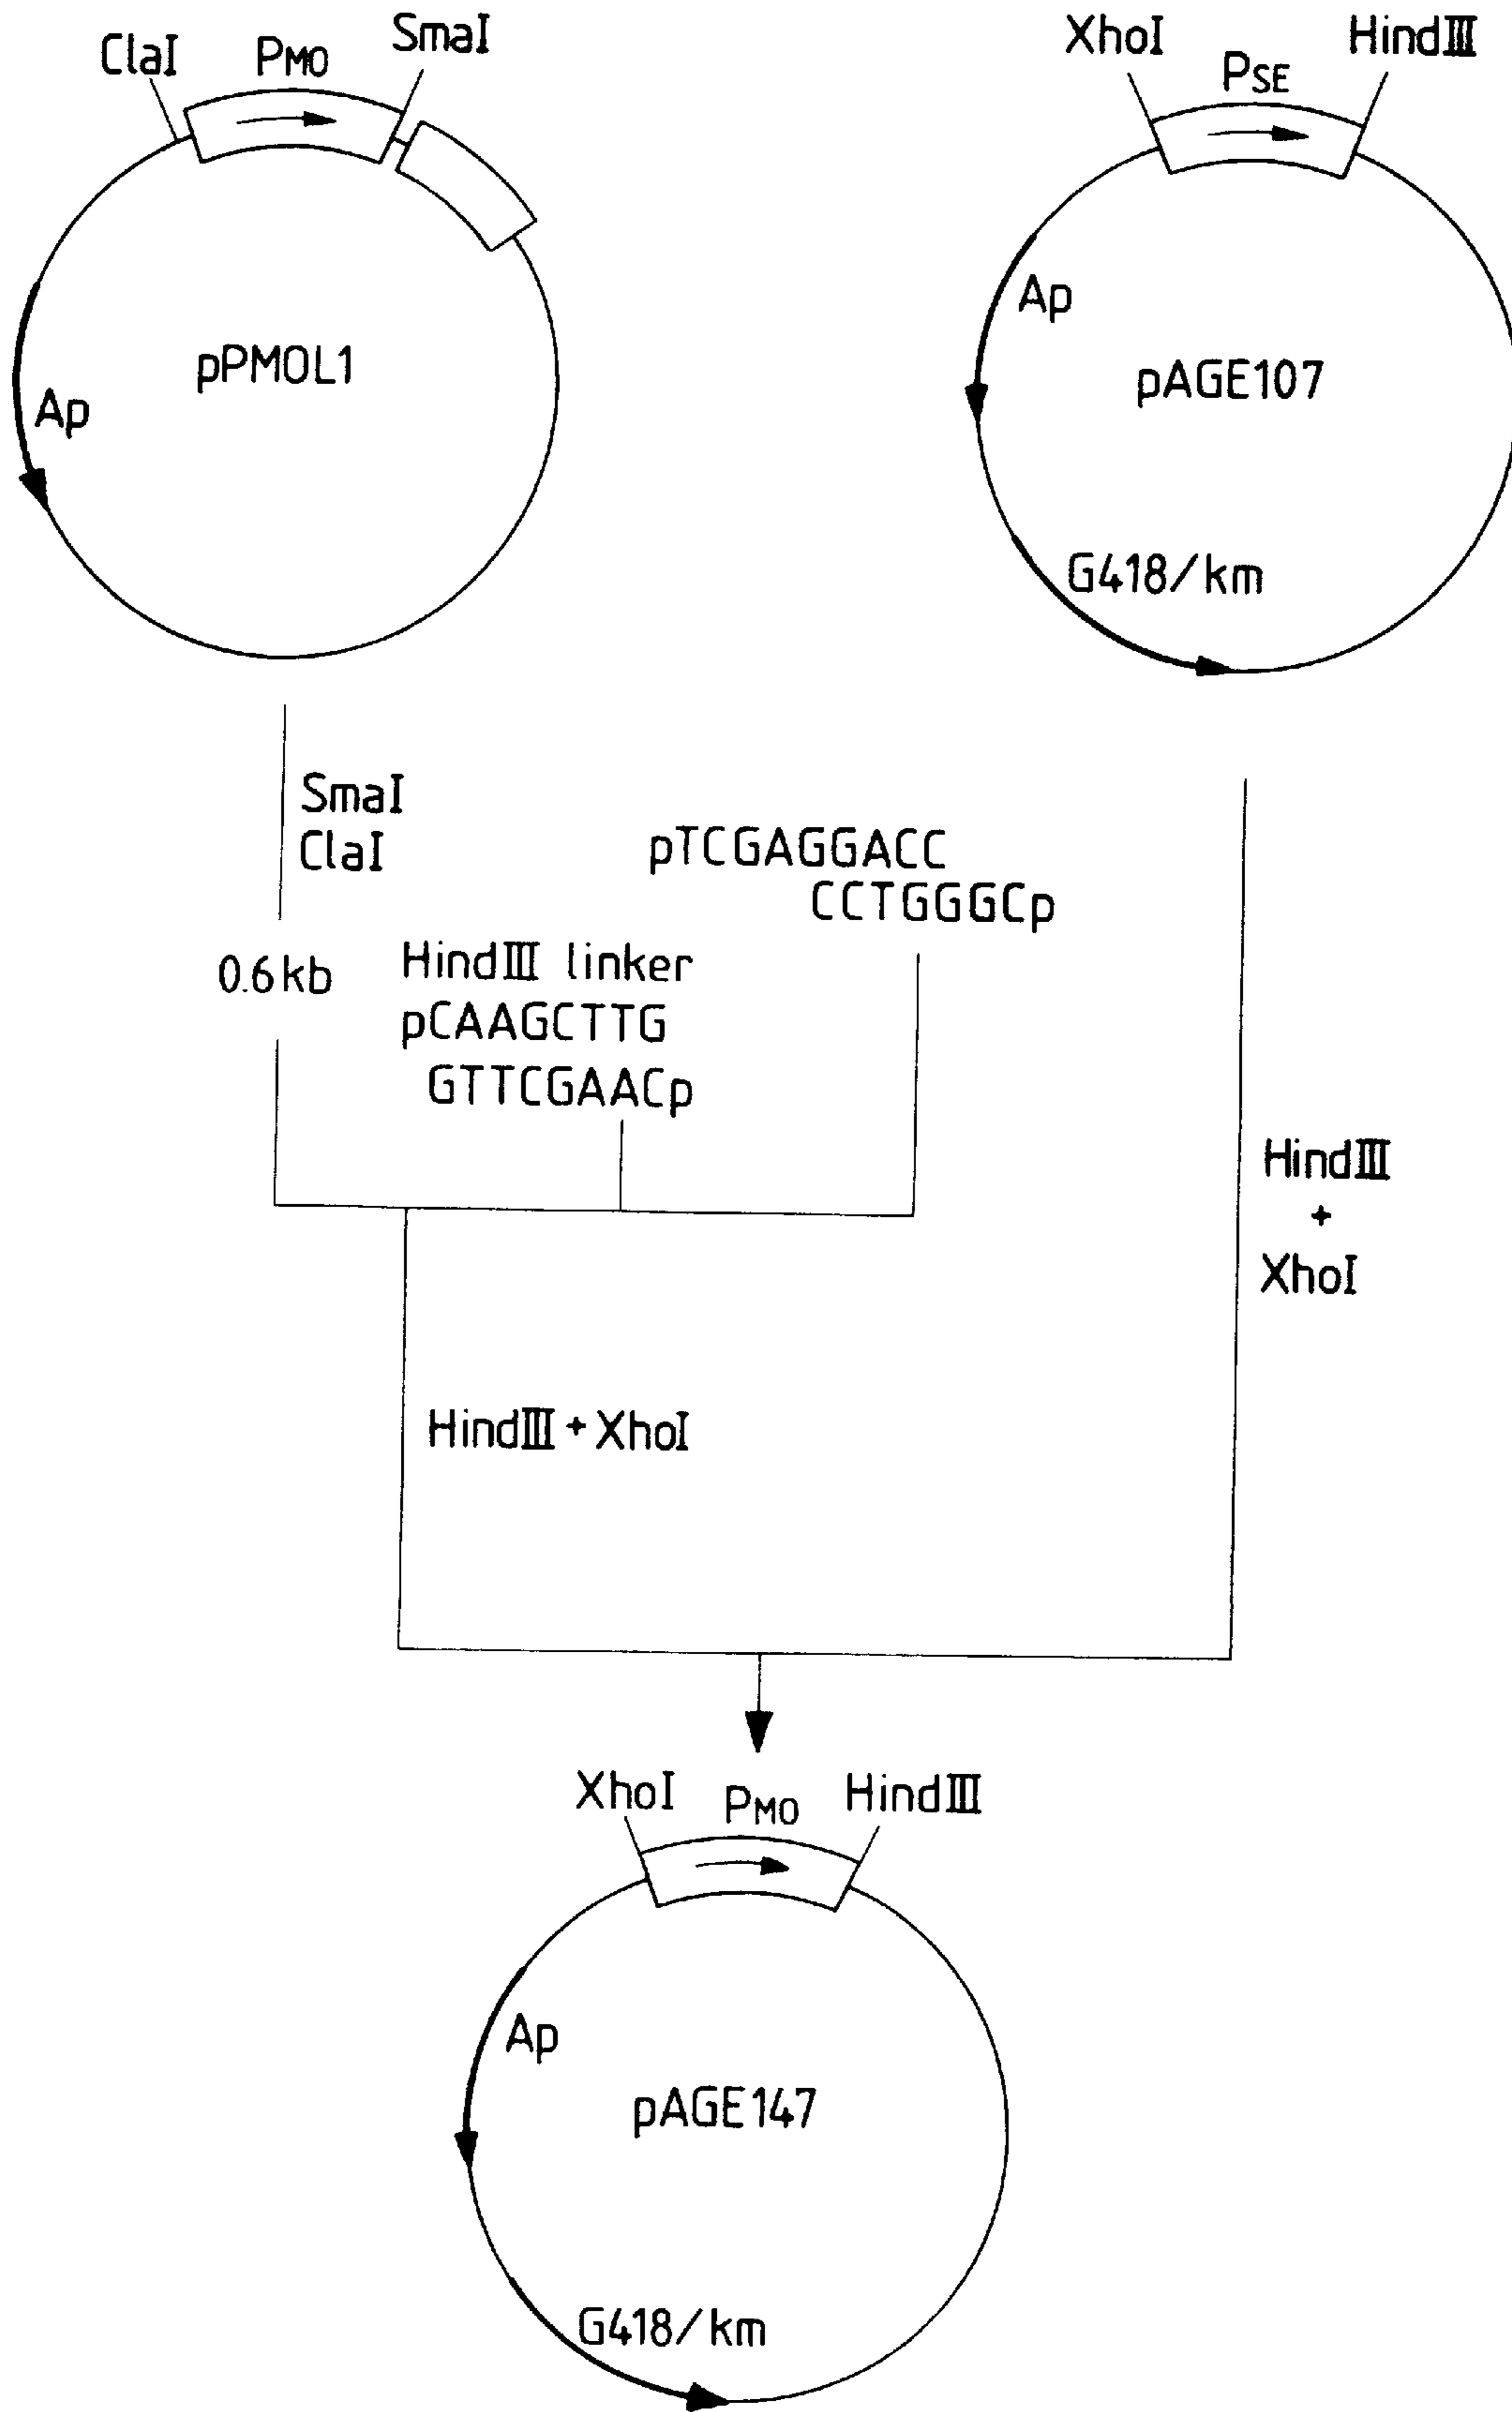 ClaI
PMO
SmaI
pPMOL1
Ap
XhoI
PSE
HindIII
Ap
pAGE107
G418/km
SmaI
ClaI
0.6kb
HindIII linker
pCAAGCTTG
GTTCGAACp
pTCGAGGACC
CCTGGGCp
HindIII
+
XhoI
HindIII + XhoI
XhoI
PMO
HindIII
Ap
pAGE147
G418/km